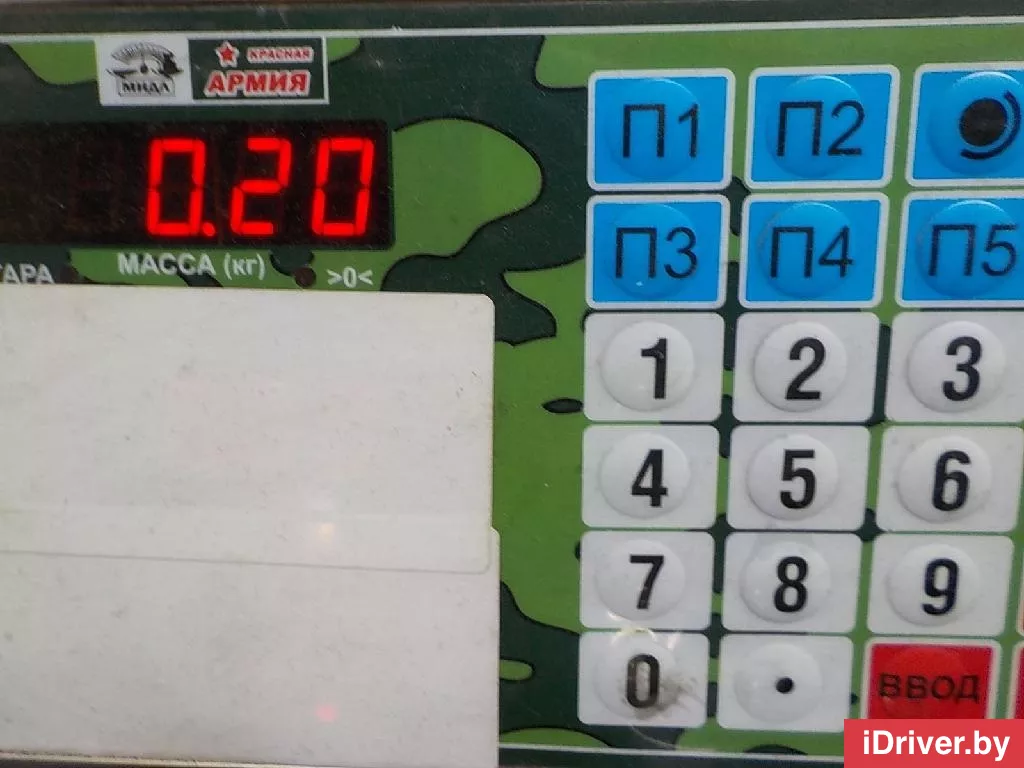 МИДЛ
КРАСНАЯ
АРМИЯ
0.20
ТАРА МАССА (кг) >0<
П1 П2
П3 П4 П5
1 2 3
4 5 6
7 8 9
0 .
ВВОД
iDriver.by